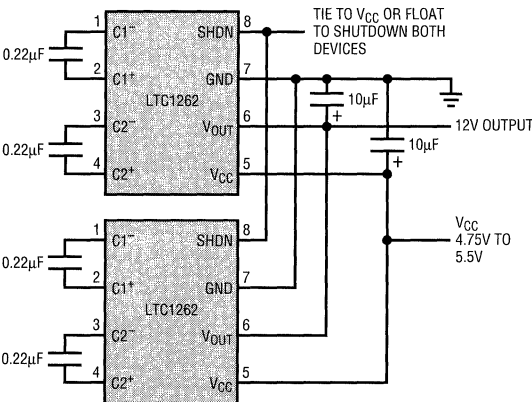 1
C1−
SHDN
8
TIE TO VCC OR FLOAT
TO SHUTDOWN BOTH
DEVICES
0.22µF
2
C1+
GND
7
LTC1262
10µF
+
3
C2−
VOUT
6
12V OUTPUT
0.22µF
10µF
+
4
C2+
VCC
5
1
C1−
SHDN
8
VCC
4.75V TO
5.5V
0.22µF
2
C1+
GND
7
LTC1262
3
C2−
VOUT
6
0.22µF
4
C2+
VCC
5